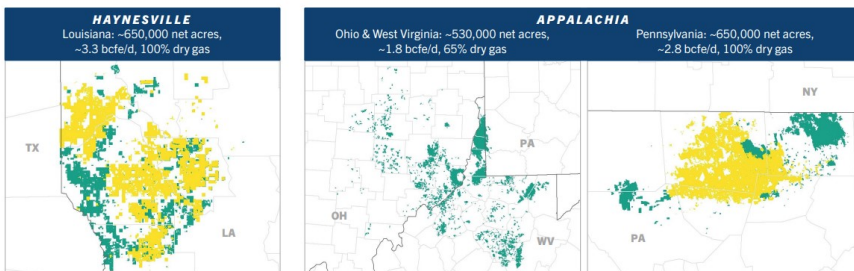 HAYNESVILLE
Louisiana: ~650,000 net acres,
~3.3 bcfe/d, 100% dry gas
APPALACHIA
Ohio & West Virginia: ~530,000 net acres,
~1.8 bcfe/d, 65% dry gas
Pennsylvania: ~650,000 net acres,
~2.8 bcfe/d, 100% dry gas
TX
LA
PA
OH
WV
NY
PA